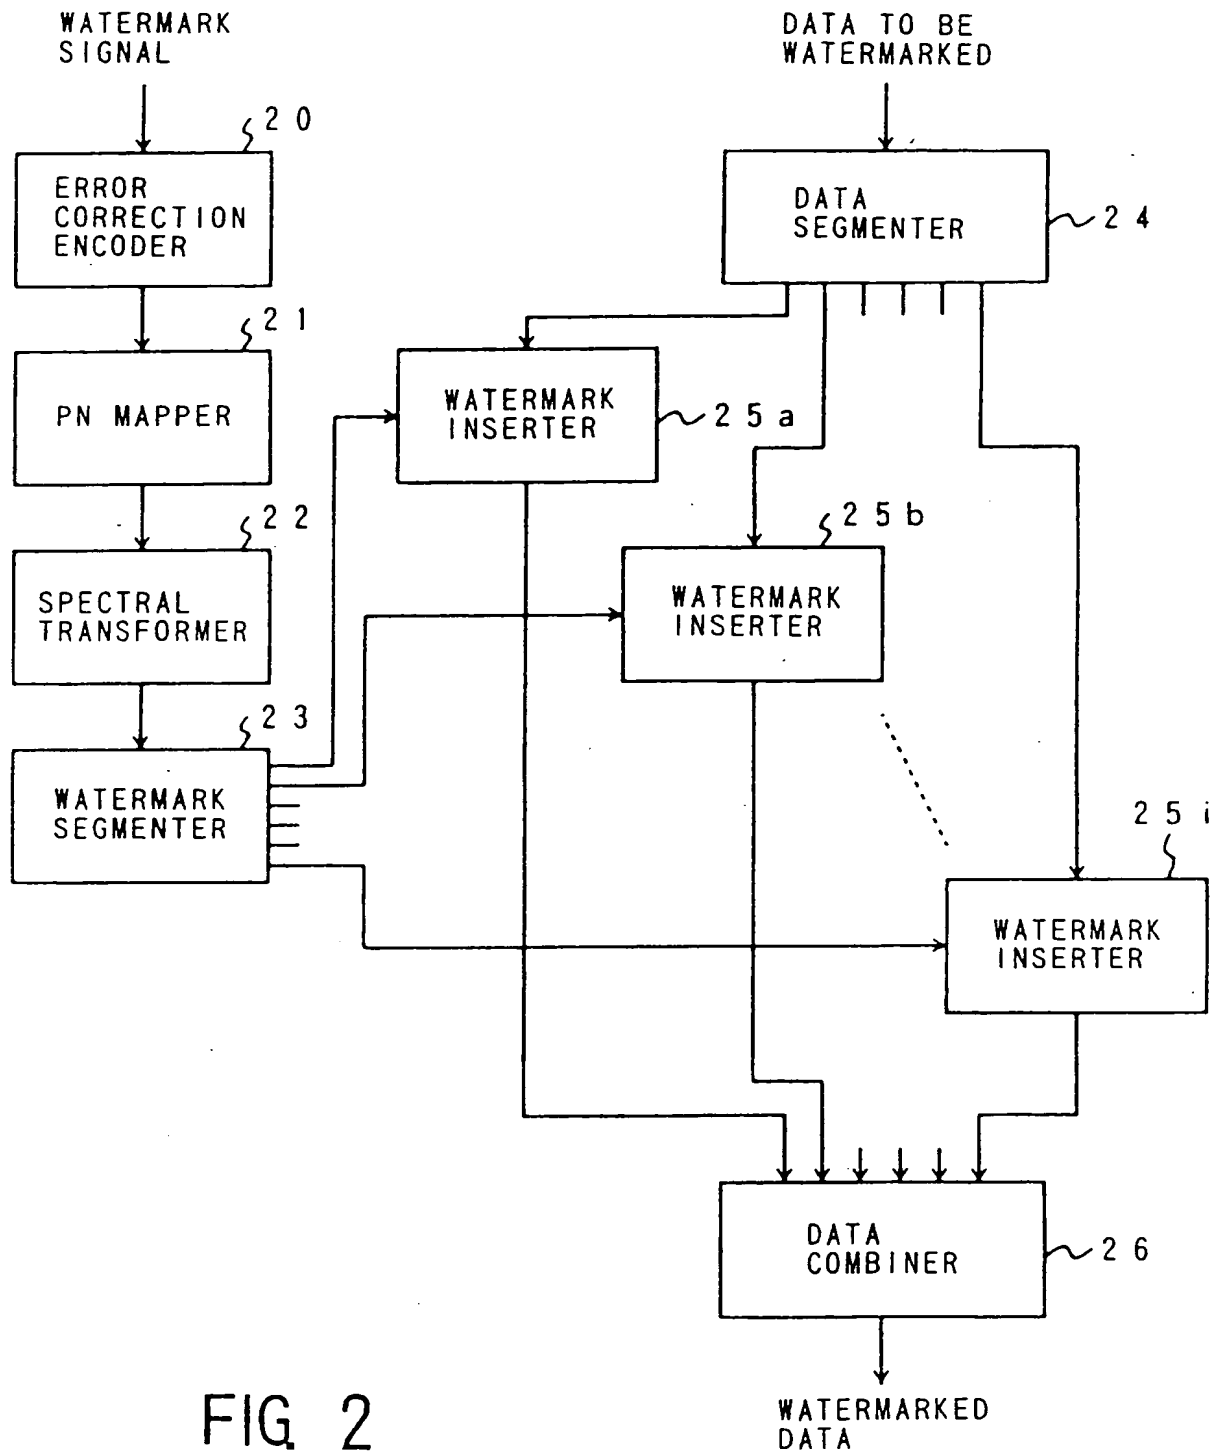 WATERMARK
SIGNAL
DATA TO BE
WATERMARKED
20
ERROR
CORRECTION
ENCODER
DATA
SEGMENTER
24
21
PN MAPPER
WATERMARK
INSERTER
25a
22
SPECTRAL
TRANSFORMER
25b
WATERMARK
INSERTER
23
WATERMARK
SEGMENTER
25i
WATERMARK
INSERTER
DATA
COMBINER
26
WATERMARKED
DATA
FIG. 2